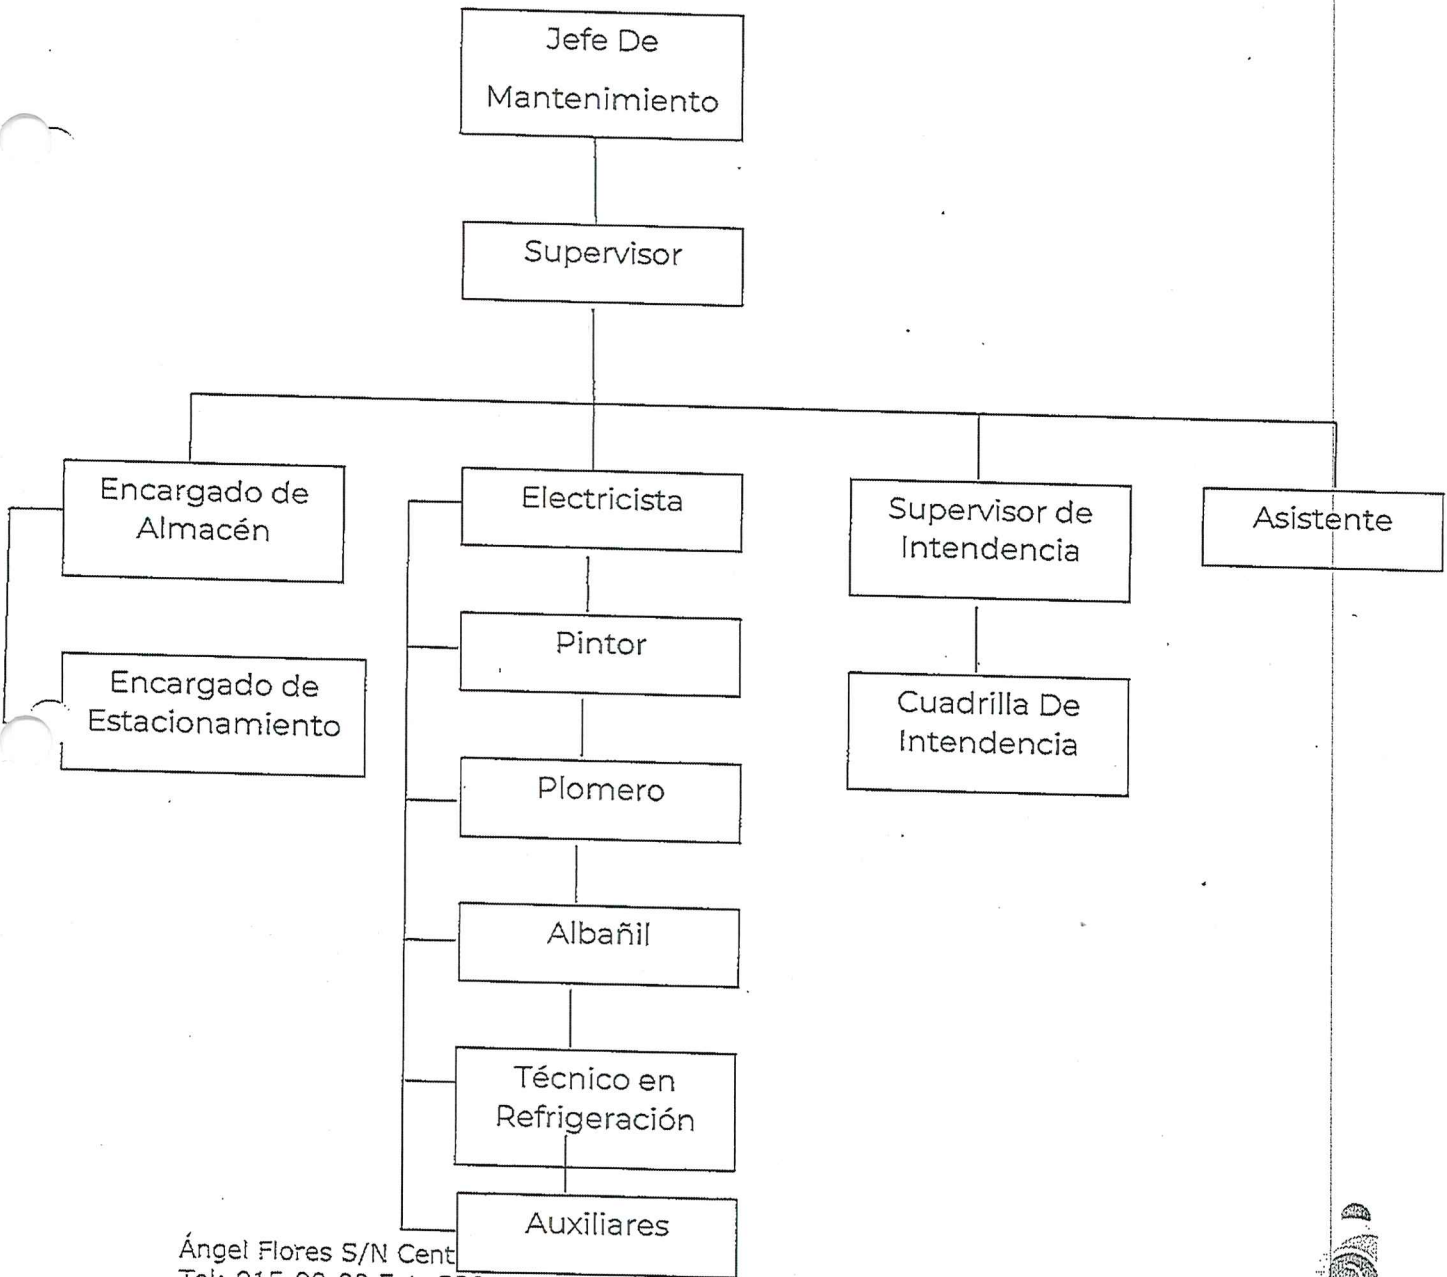 Jefe De
Mantenimiento
Supervisor
Encargado de
Almacén
Electricista
Supervisor de
Intendencia
Asistente
Pintor
Encargado de
Estacionamiento
Cuadrilla De
Intendencia
Plomero
Albañil
Técnico en
Refrigeración
Auxiliares
Ángel Flores S/N Cent